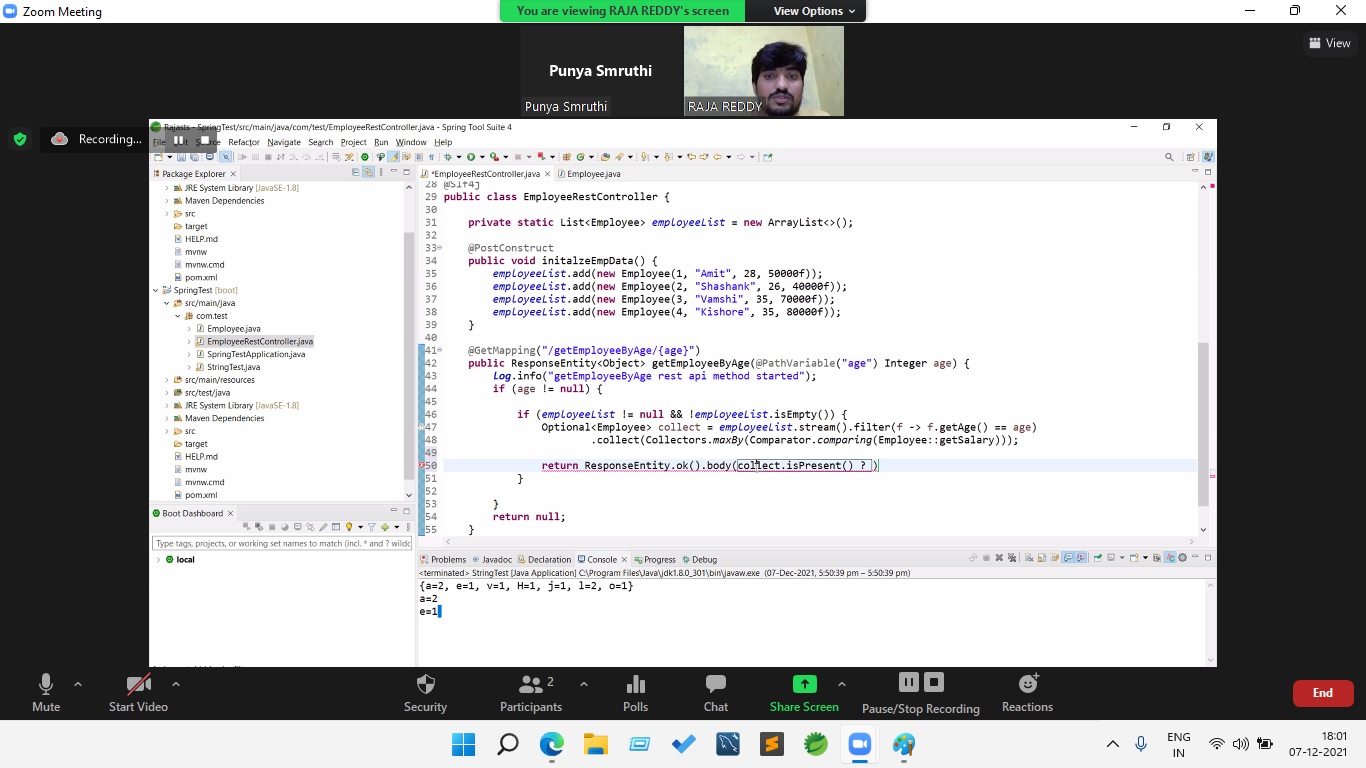 Zoom Meeting
You are viewing RAJA REDDY's screen
View Options
View
Punya Smruthi
Punya Smruthi
RAJA REDDY
Recording...
Rajasts - SpringTest/src/main/java/com/test/EmployeeRestController.java - Spring Tool Suite 4
File
Refactor Navigate Search Project Run Window Help
Package Explorer
*EmployeeRestController.java
Employee.java
JRE System Library [JavaSE-1.8]
Maven Dependencies
src
target
HELP.md
mvnw
mvnw.cmd
pom.xml
SpringTest [boot]
src/main/java
com.test
Employee.java
EmployeeRestController.java
SpringTestApplication.java
StringTest.java
src/main/resources
src/test/java
JRE System Library [JavaSE-1.8]
Maven Dependencies
src
target
HELP.md
mvnw
mvnw.cmd
pom.xml
28 @Slf4j
29 public class EmployeeRestController {
30
31 private static List<Employee> employeeList = new ArrayList<>();
32
33 @PostConstruct
34 public void initalzeEmpData() {
35 employeeList.add(new Employee(1, "Amit", 28, 50000f));
36 employeeList.add(new Employee(2, "Shashank", 26, 40000f));
37 employeeList.add(new Employee(3, "Vamshi", 35, 70000f));
38 employeeList.add(new Employee(4, "Kishore", 35, 80000f));
39 }
40
41 @GetMapping("/getEmployeeByAge/{age}")
42 public ResponseEntity<Object> getEmployeeByAge(@PathVariable("age") Integer age) {
43 log.info("getEmployeeByAge rest api method started");
44 if (age != null) {
45
46 if (employeeList != null && !employeeList.isEmpty()) {
47 Optional<Employee> collect = employeeList.stream().filter(f -> f.getAge() == age)
48 .collect(Collectors.maxBy(Comparator.comparing(Employee::getSalary)));
49
50 return ResponseEntity.ok().body(collect.isPresent() ? )
51 }
52
53 }
54 return null;
55 }
Boot Dashboard
Type tags, projects, or working set names to match (incl. * and ? wildc
local
Problems Javadoc Declaration Console Progress Debug
<terminated> StringTest [Java Application] C:\Program Files\Java\jdk1.8.0_301\bin\javaw.exe (07-Dec-2021, 5:50:39 pm – 5:50:39 pm)
{a=2, e=1, v=1, H=1, j=1, l=2, o=1}
a=2
e=1
Mute
Start Video
Security
2
Participants
Polls
Chat
Share Screen
Pause/Stop Recording
Reactions
End
ENG
IN
18:01
07-12-2021